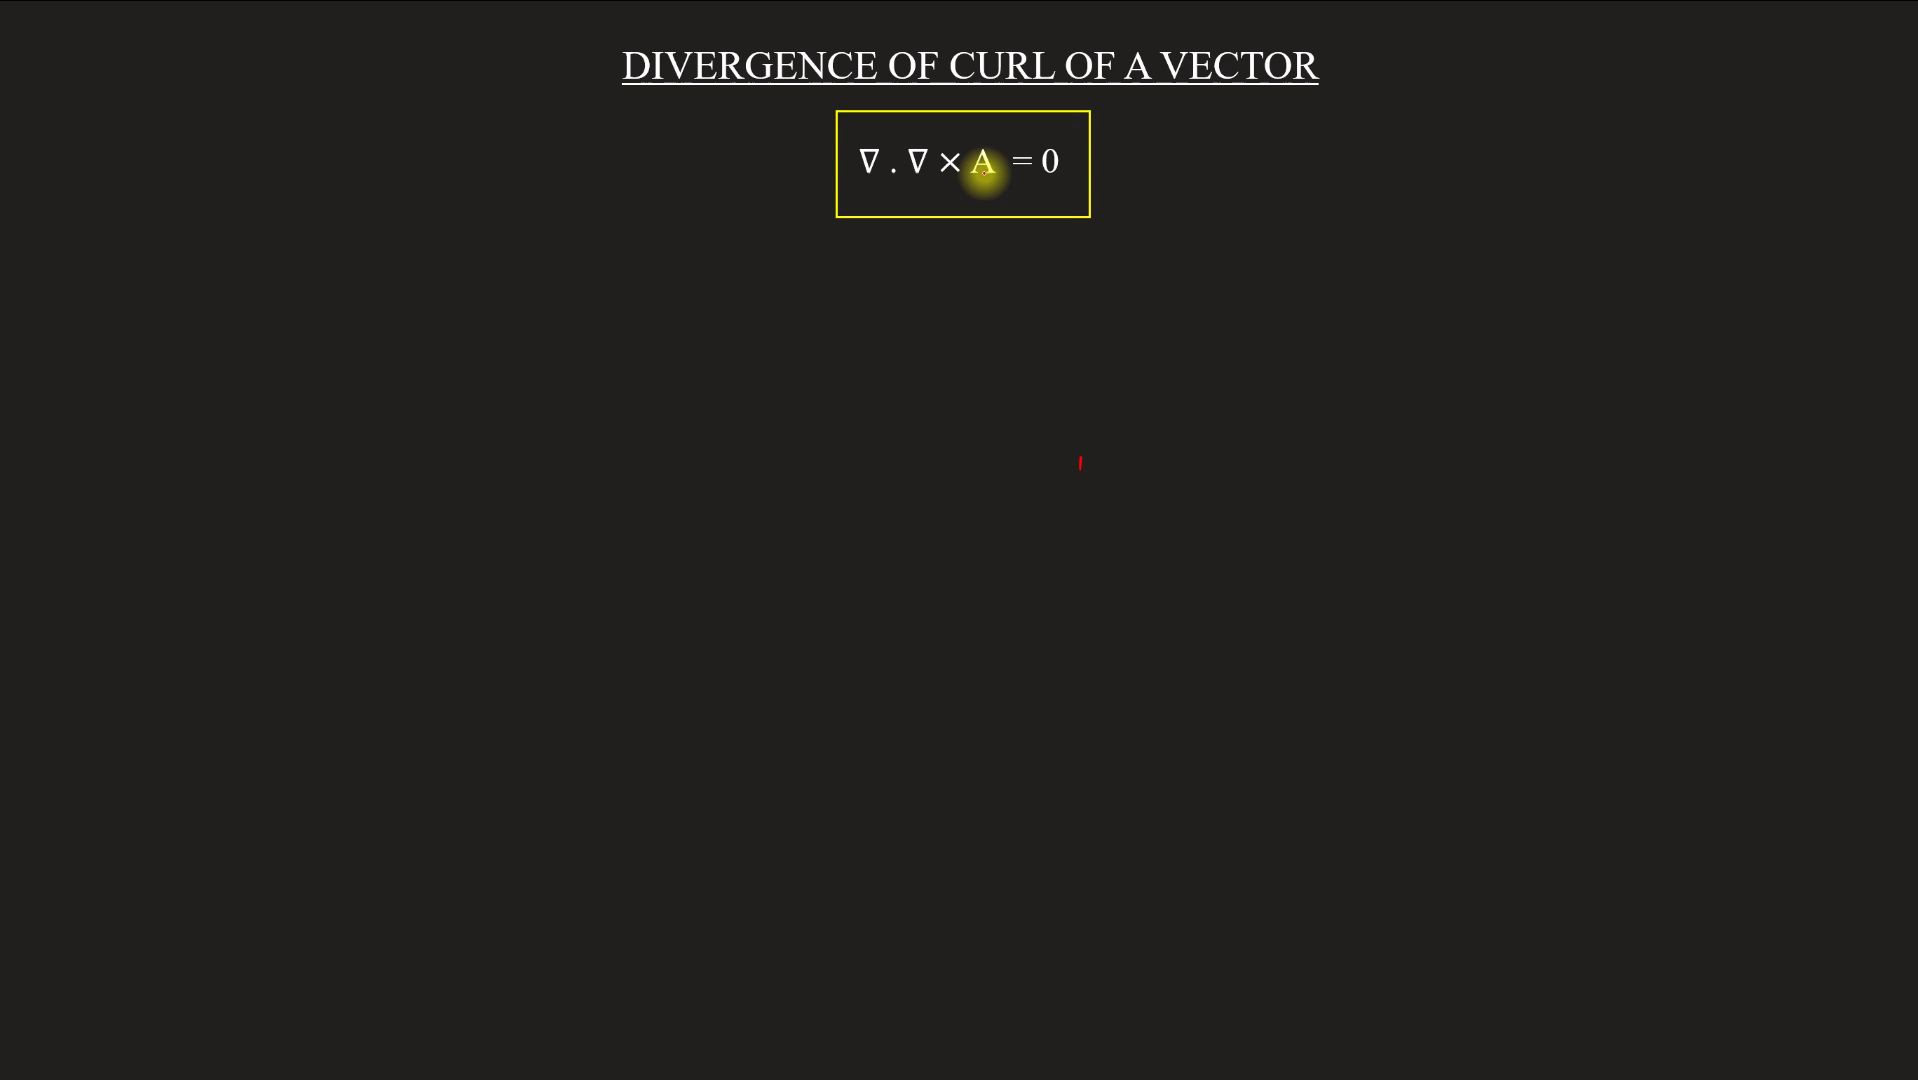 DIVERGENCE OF CURL OF A VECTOR
∇ . ∇ × A = 0